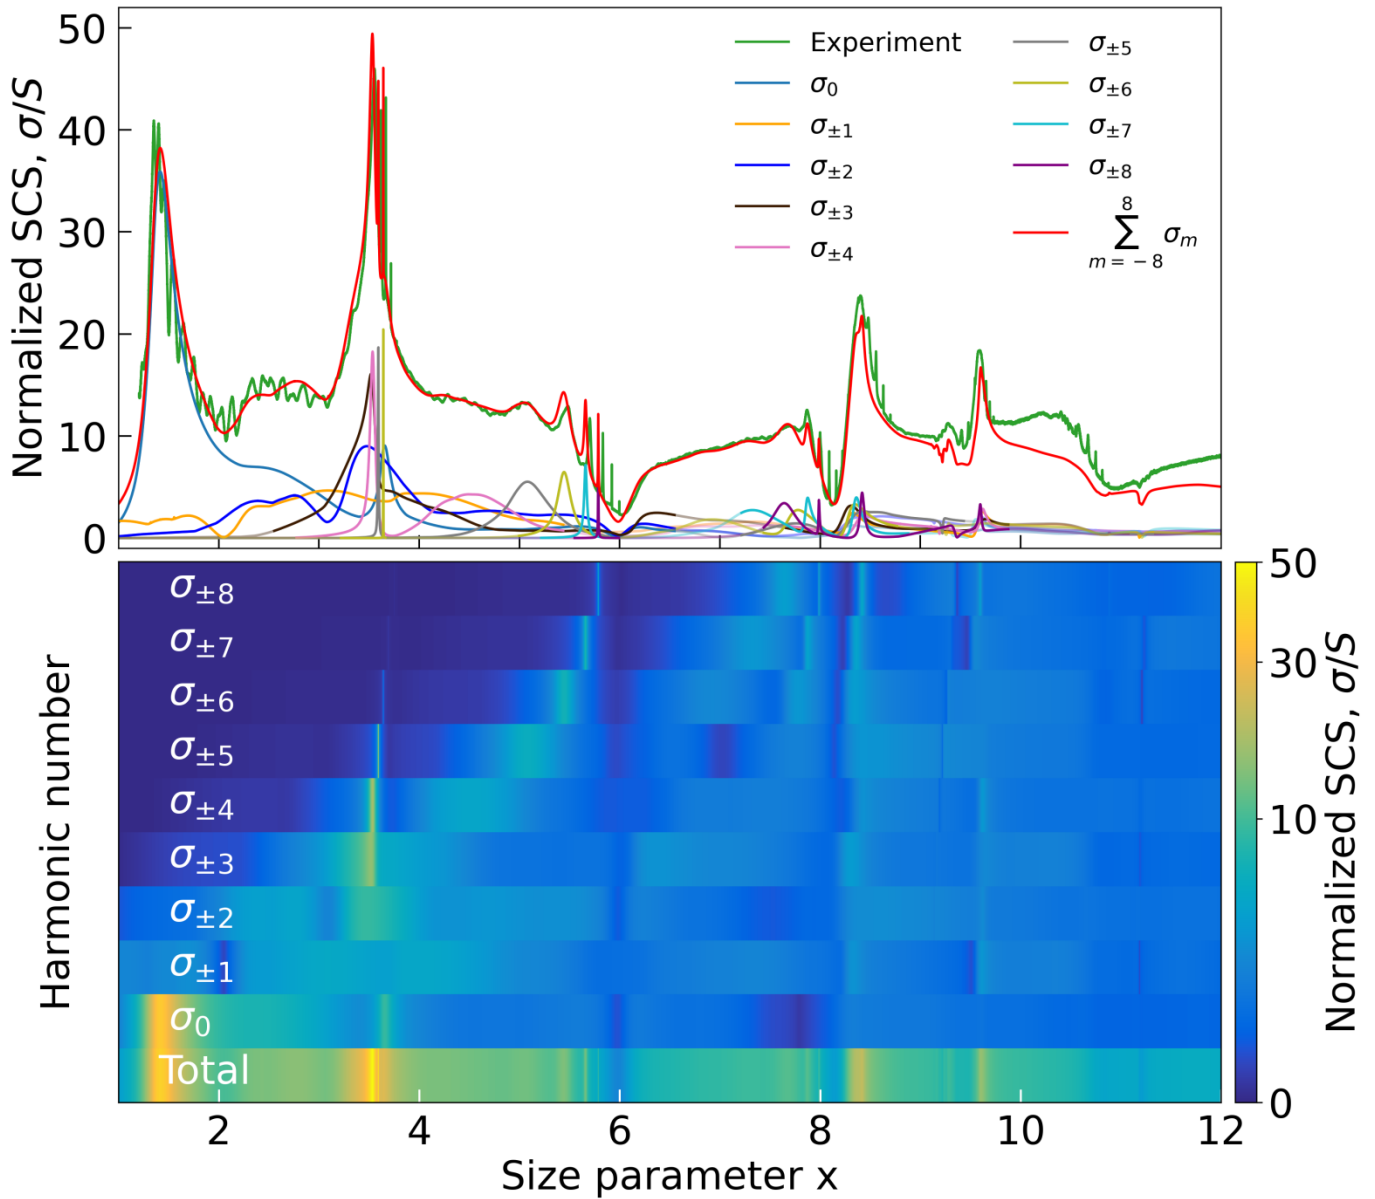 Normalized SCS, σ/S
50
40
30
20
10
0
Experiment
σ₀
σ±₁
σ±₂
σ±₃
σ±₄
σ±₅
σ±₆
σ±₇
σ±₈
8
∑ σₘ
m = −8
Harmonic number
σ±₈
σ±₇
σ±₆
σ±₅
σ±₄
σ±₃
σ±₂
σ±₁
σ₀
Total
50
30
10
0
Normalized SCS, σ/S
2 4 6 8 10 12
Size parameter x